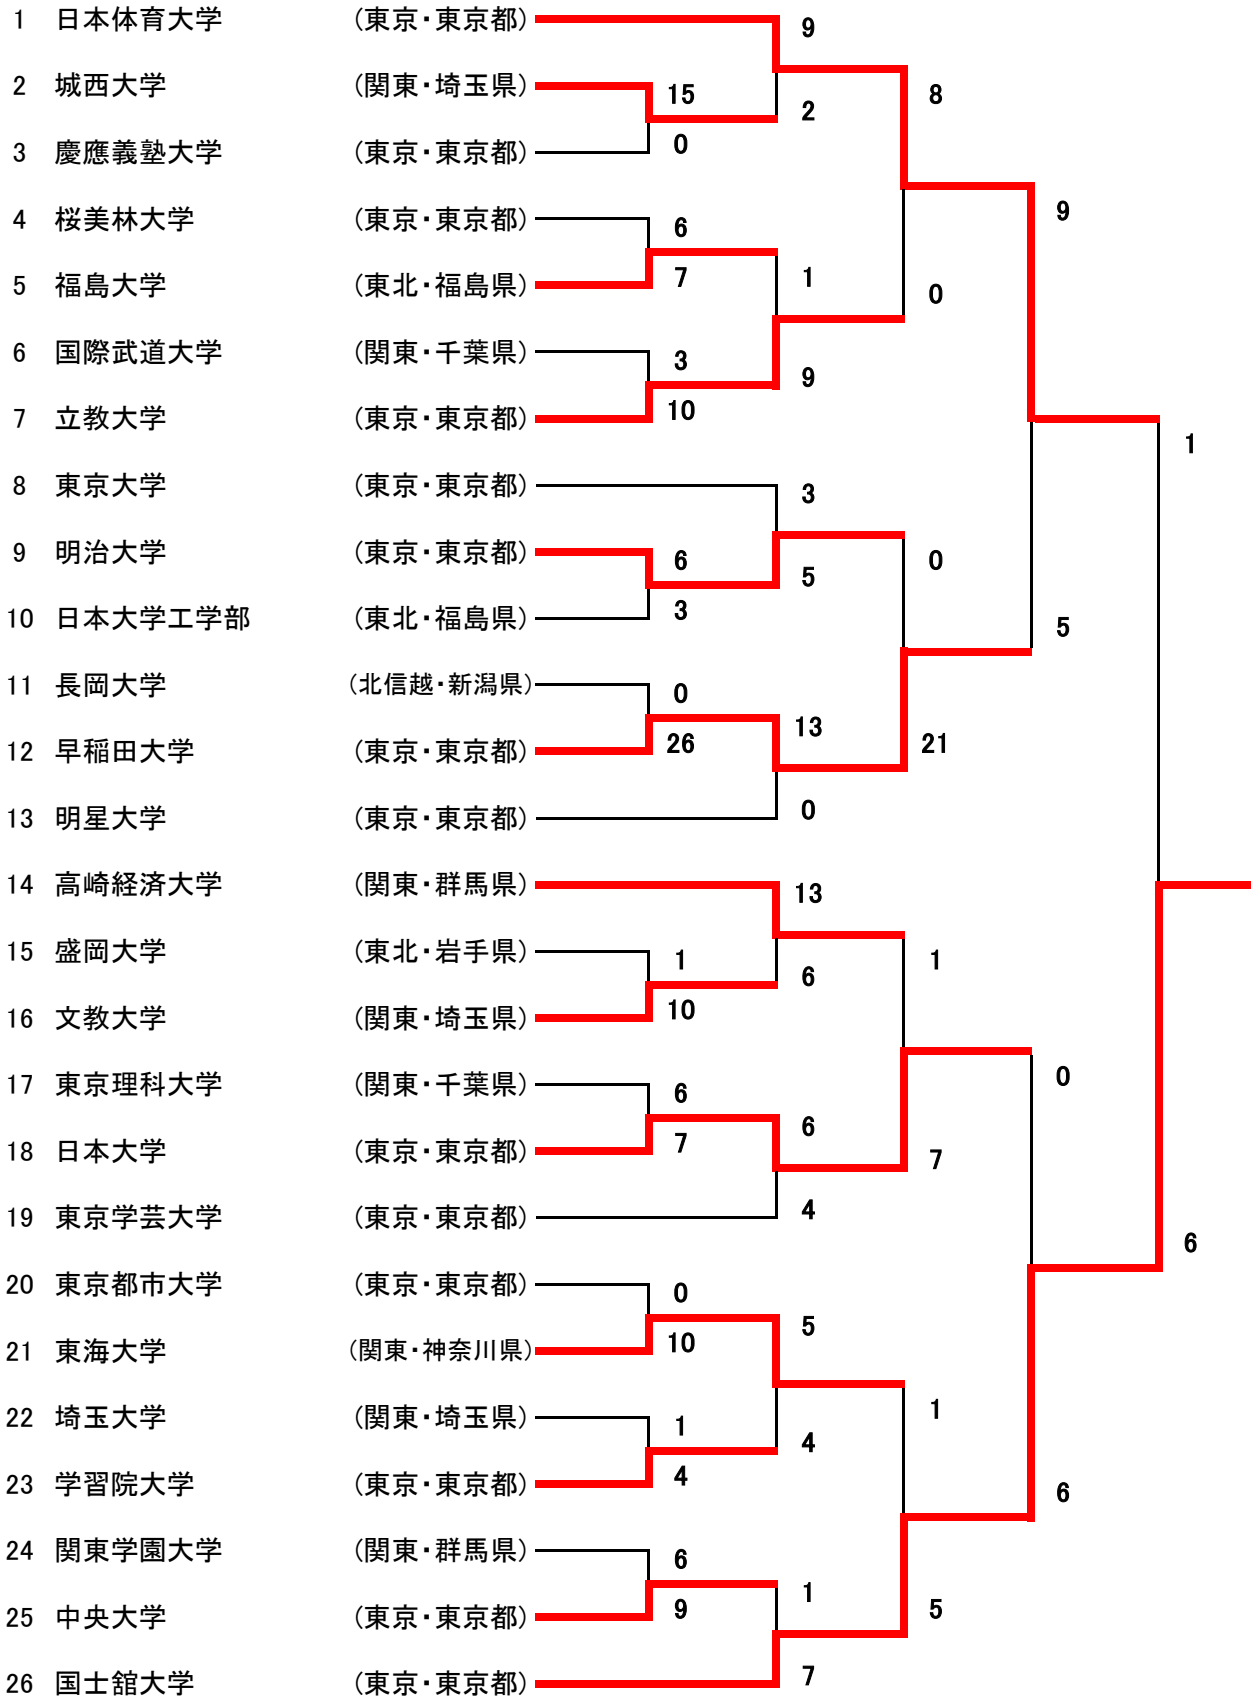 1 日本体育大学 (東京・東京都) 9
2 城西大学 (関東・埼玉県) 15 8
2
3 慶應義塾大学 (東京・東京都) 0
4 桜美林大学 (東京・東京都) 6 9
5 福島大学 (東北・福島県) 7 1 0
6 国際武道大学 (関東・千葉県) 3
9
7 立教大学 (東京・東京都) 10
1
8 東京大学 (東京・東京都) 3
9 明治大学 (東京・東京都) 6 0
5
10 日本大学工学部 (東北・福島県) 3 5
11 長岡大学 (北信越・新潟県) 0
13
12 早稲田大学 (東京・東京都) 26 21
13 明星大学 (東京・東京都) 0
14 高崎経済大学 (関東・群馬県) 13
15 盛岡大学 (東北・岩手県) 1 1
6
16 文教大学 (関東・埼玉県) 10
17 東京理科大学 (関東・千葉県) 6 0
6
18 日本大学 (東京・東京都) 7 7
19 東京学芸大学 (東京・東京都) 4
6
20 東京都市大学 (東京・東京都) 0
5
21 東海大学 (関東・神奈川県) 10
22 埼玉大学 (関東・埼玉県) 1 1
4
23 学習院大学 (東京・東京都) 4 6
24 関東学園大学 (関東・群馬県) 6
1
25 中央大学 (東京・東京都) 9 5
26 国士舘大学 (東京・東京都) 7